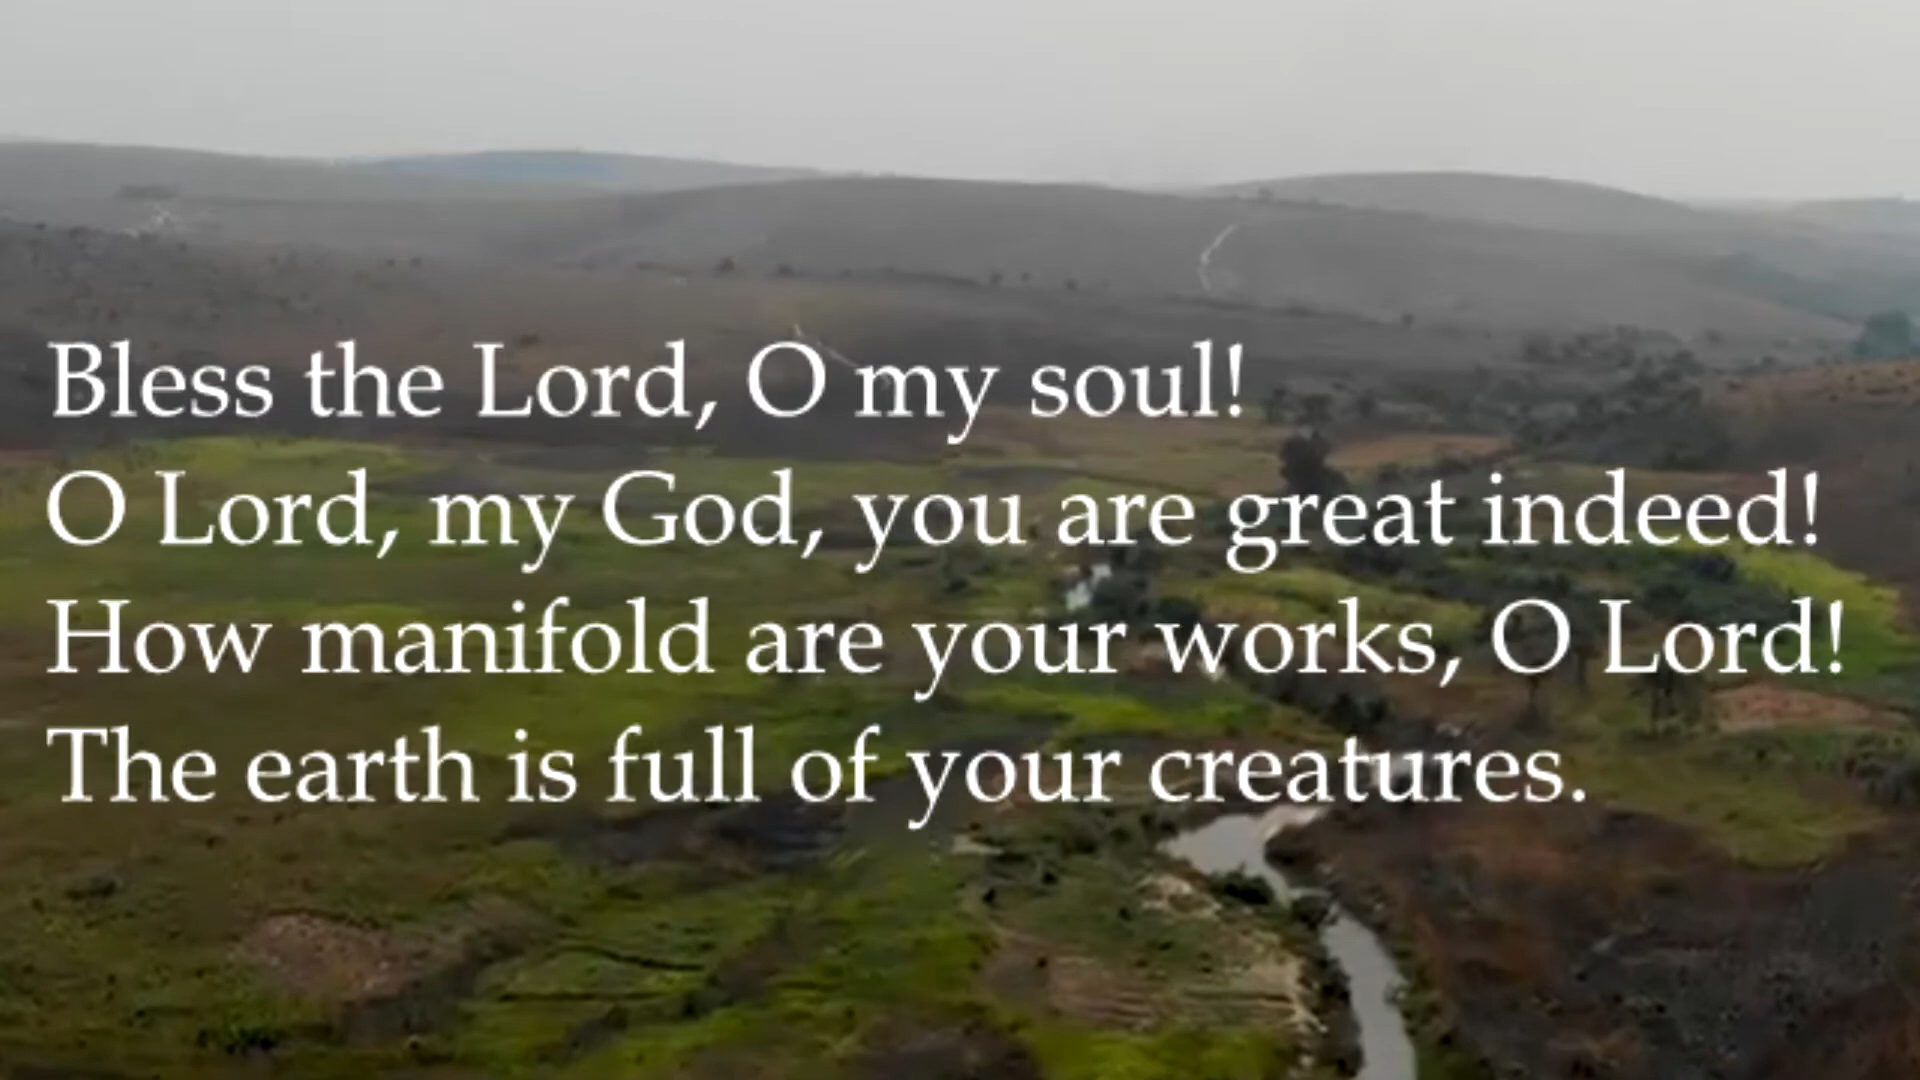 Bless the Lord, O my soul!
O Lord, my God, you are great indeed!
How manifold are your works, O Lord!
The earth is full of your creatures.